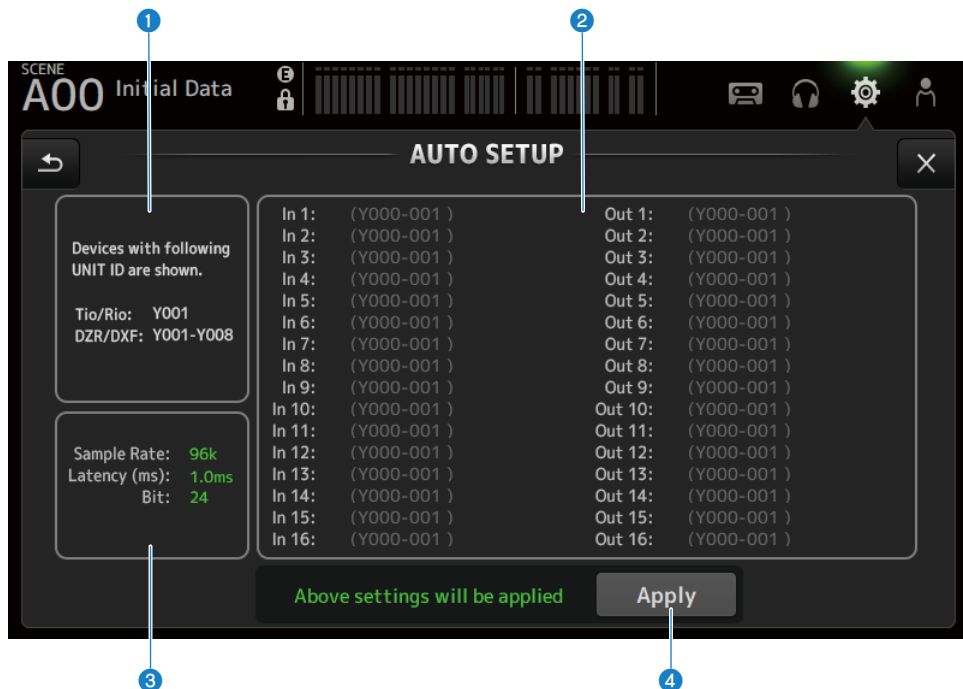 1
2
SCENE
A00 Initial Data
E
AUTO SETUP
Devices with following
UNIT ID are shown.
Tio/Rio: Y001
DZR/DXF: Y001-Y008
Sample Rate: 96k
Latency (ms): 1.0ms
Bit: 24
In 1: (Y000-001 ) Out 1: (Y000-001 )
In 2: (Y000-001 ) Out 2: (Y000-001 )
In 3: (Y000-001 ) Out 3: (Y000-001 )
In 4: (Y000-001 ) Out 4: (Y000-001 )
In 5: (Y000-001 ) Out 5: (Y000-001 )
In 6: (Y000-001 ) Out 6: (Y000-001 )
In 7: (Y000-001 ) Out 7: (Y000-001 )
In 8: (Y000-001 ) Out 8: (Y000-001 )
In 9: (Y000-001 ) Out 9: (Y000-001 )
In 10: (Y000-001 ) Out 10: (Y000-001 )
In 11: (Y000-001 ) Out 11: (Y000-001 )
In 12: (Y000-001 ) Out 12: (Y000-001 )
In 13: (Y000-001 ) Out 13: (Y000-001 )
In 14: (Y000-001 ) Out 14: (Y000-001 )
In 15: (Y000-001 ) Out 15: (Y000-001 )
In 16: (Y000-001 ) Out 16: (Y000-001 )
Above settings will be applied
Apply
3
4